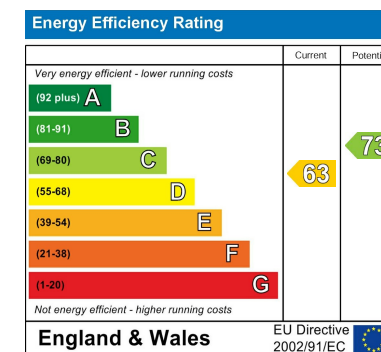 Energy Efficiency Rating
Current Potenti
Very energy efficient - lower running costs
(92 plus) A
(81-91) B
(69-80) C
73
(55-68) D
63
(39-54) E
(21-38) F
(1-20) G
Not energy efficient - higher running costs
England & Wales
EU Directive
2002/91/EC